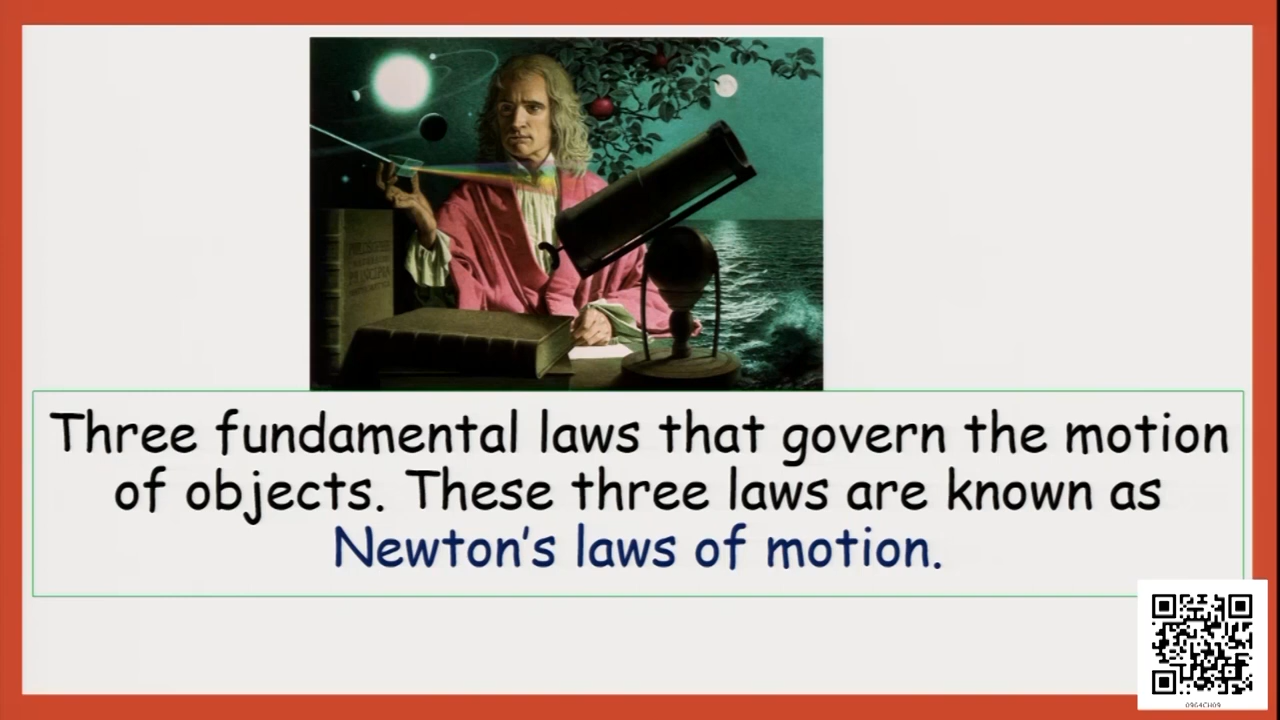 Three fundamental laws that govern the motion
of objects. These three laws are known as
Newton's laws of motion.
0964CH09